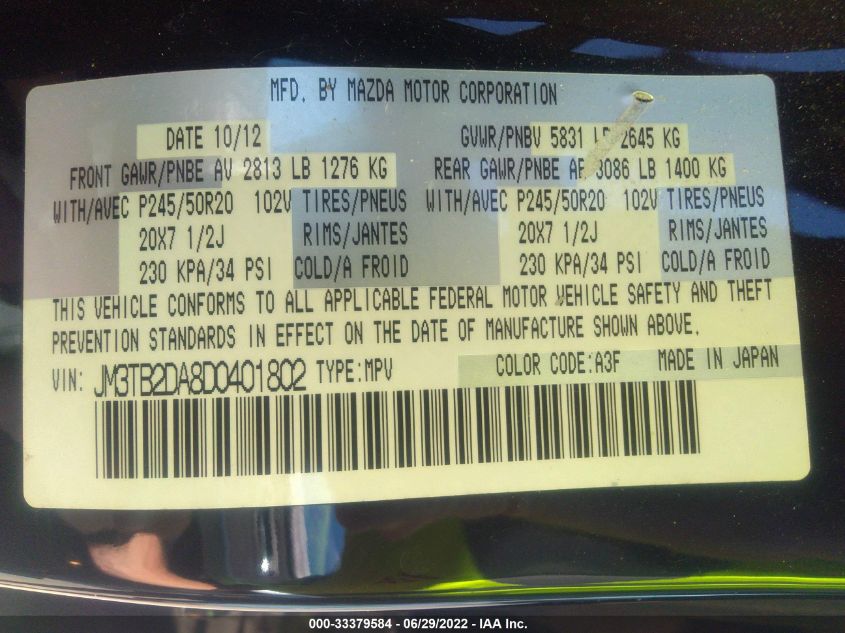 MFD. BY MAZDA MOTOR CORPORATION
DATE 10/12 GVWR/PNBV 5831 LB 2645 KG
FRONT GAWR/PNBE AV 2813 LB 1276 KG REAR GAWR/PNBE AR 3086 LB 1400 KG
WITH/AVEC P245/50R20 102V TIRES/PNEUS WITH/AVEC P245/50R20 102V TIRES/PNEUS
20X7 1/2J RIMS/JANTES 20X7 1/2J RIMS/JANTES
230 KPA/34 PSI COLD/A FROID 230 KPA/34 PSI COLD/A FROID
THIS VEHICLE CONFORMS TO ALL APPLICABLE FEDERAL MOTOR VEHICLE SAFETY AND THEFT
PREVENTION STANDARDS IN EFFECT ON THE DATE OF MANUFACTURE SHOWN ABOVE.
VIN: JM3TB2DA8D0401802 TYPE:MPV COLOR CODE:A3F MADE IN JAPAN
000-33379584 - 06/29/2022 - IAA Inc.